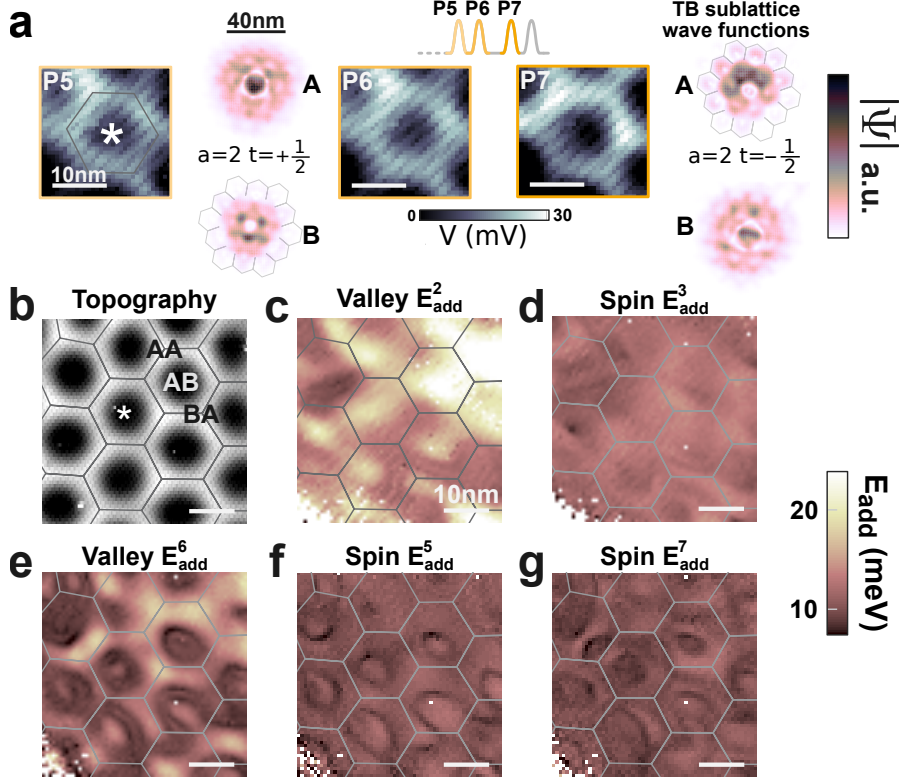 a
40nm
P5 P6 P7
TB sublattice
wave functions
P5
*
10nm
A
a=2 t=+½
B
P6
P7
0 30
V (mV)
A
a=2 t=-½
B
|Ψ| a.u.
b
Topography
AA
AB
BA
*
c
Valley E²add
10nm
d
Spin E³add
e
Valley E⁶add
f
Spin E⁵add
g
Spin E⁷add
20
10
Eadd (meV)